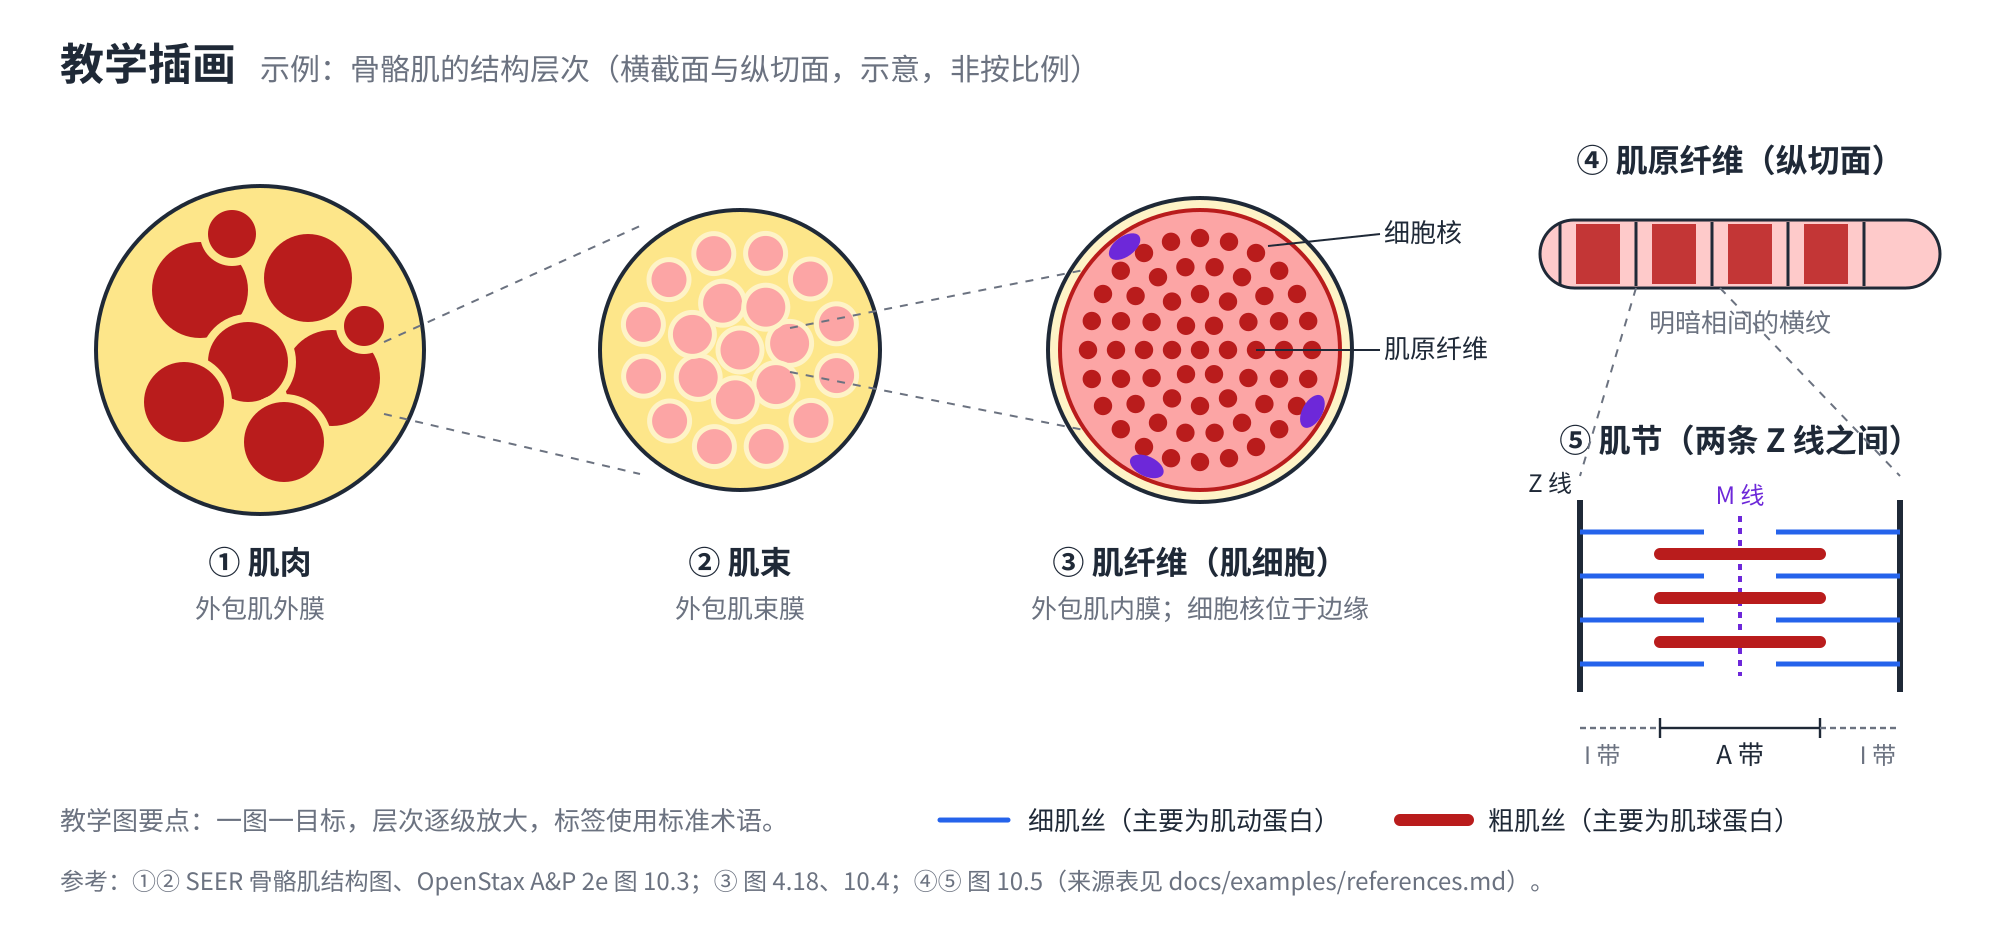 教学插画 示例：骨骼肌的结构层次（横截面与纵切面，示意，非按比例）
④ 肌原纤维（纵切面）
细胞核
明暗相间的横纹
肌原纤维
⑤ 肌节（两条 Z 线之间）
Z 线
M 线
① 肌肉
外包肌外膜
② 肌束
外包肌束膜
③ 肌纤维（肌细胞）
外包肌内膜；细胞核位于边缘
I 带 A 带 I 带
教学图要点：一图一目标，层次逐级放大，标签使用标准术语。
细肌丝（主要为肌动蛋白）
粗肌丝（主要为肌球蛋白）
参考：①② SEER 骨骼肌结构图、OpenStax A&P 2e 图 10.3；③ 图 4.18、10.4；④⑤ 图 10.5（来源表见 docs/examples/references.md）。